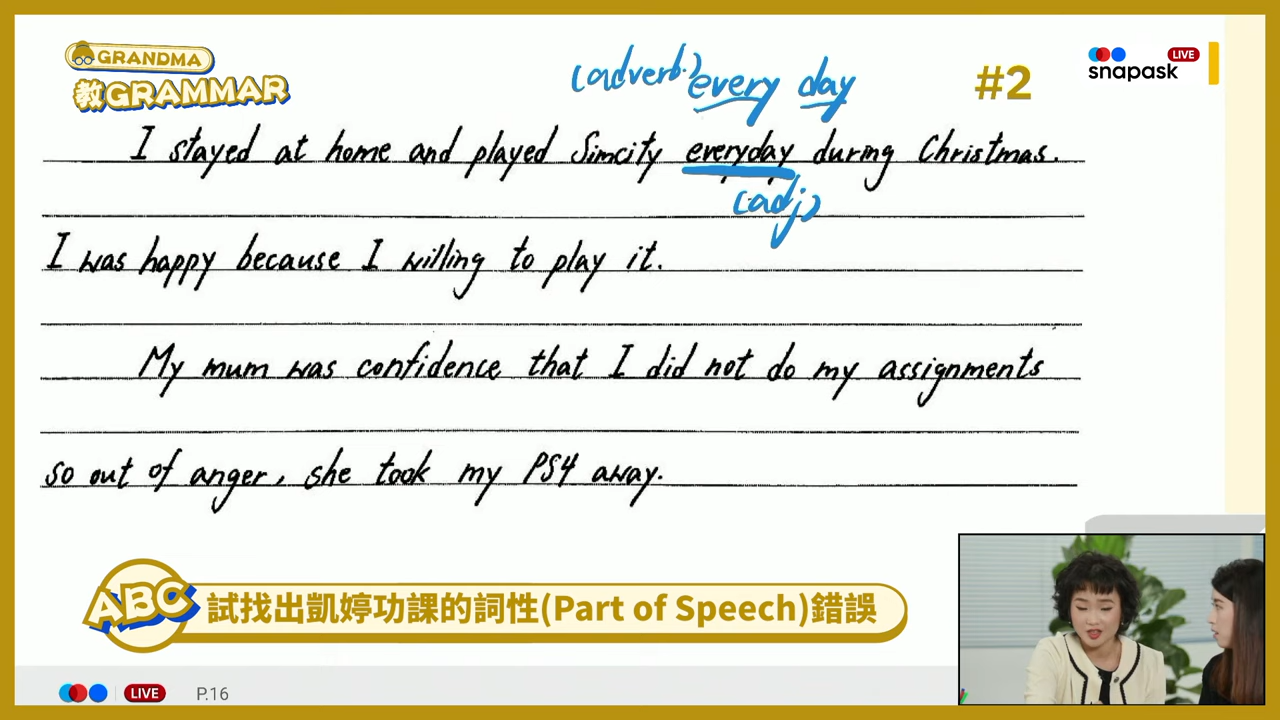 GRANDMA
教GRAMMAR
(adverb.) every day
#2
LIVE
snapask
I stayed at home and played Simcity everyday during Christmas.
(adj)
I was happy because I willing to play it.
My mum was confidence that I did not do my assignments
so out of anger, she took my PS4 away.
ABC
試找出凱婷功課的詞性(Part of Speech)錯誤
LIVE
P.16